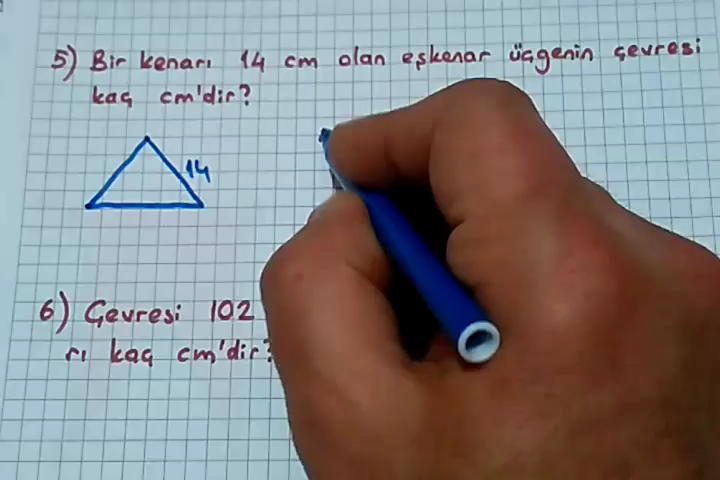 5) Bir kenarı 14 cm olan eşkenar üçgenin çevresi
kaç cm'dir?
14
6) Çevresi 102
rı kaç cm'dir?